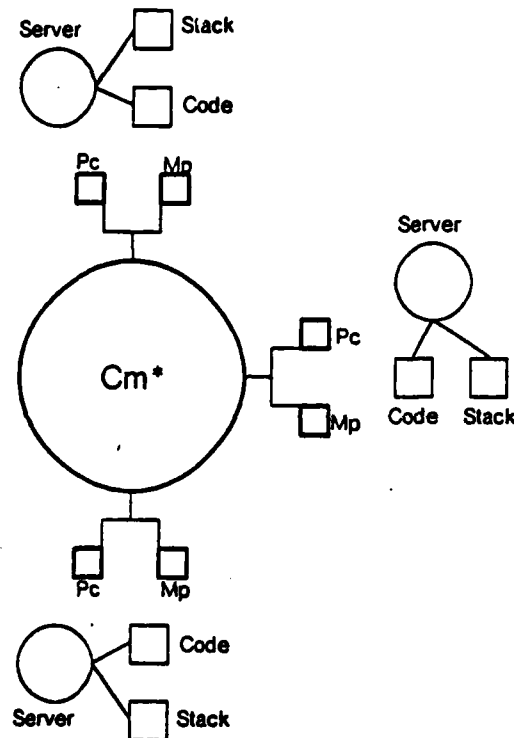 Server
Stack
Code
Pc Mp
Server
Cm*
Pc
Mp
Code Stack
Pc Mp
Code
Server
Stack